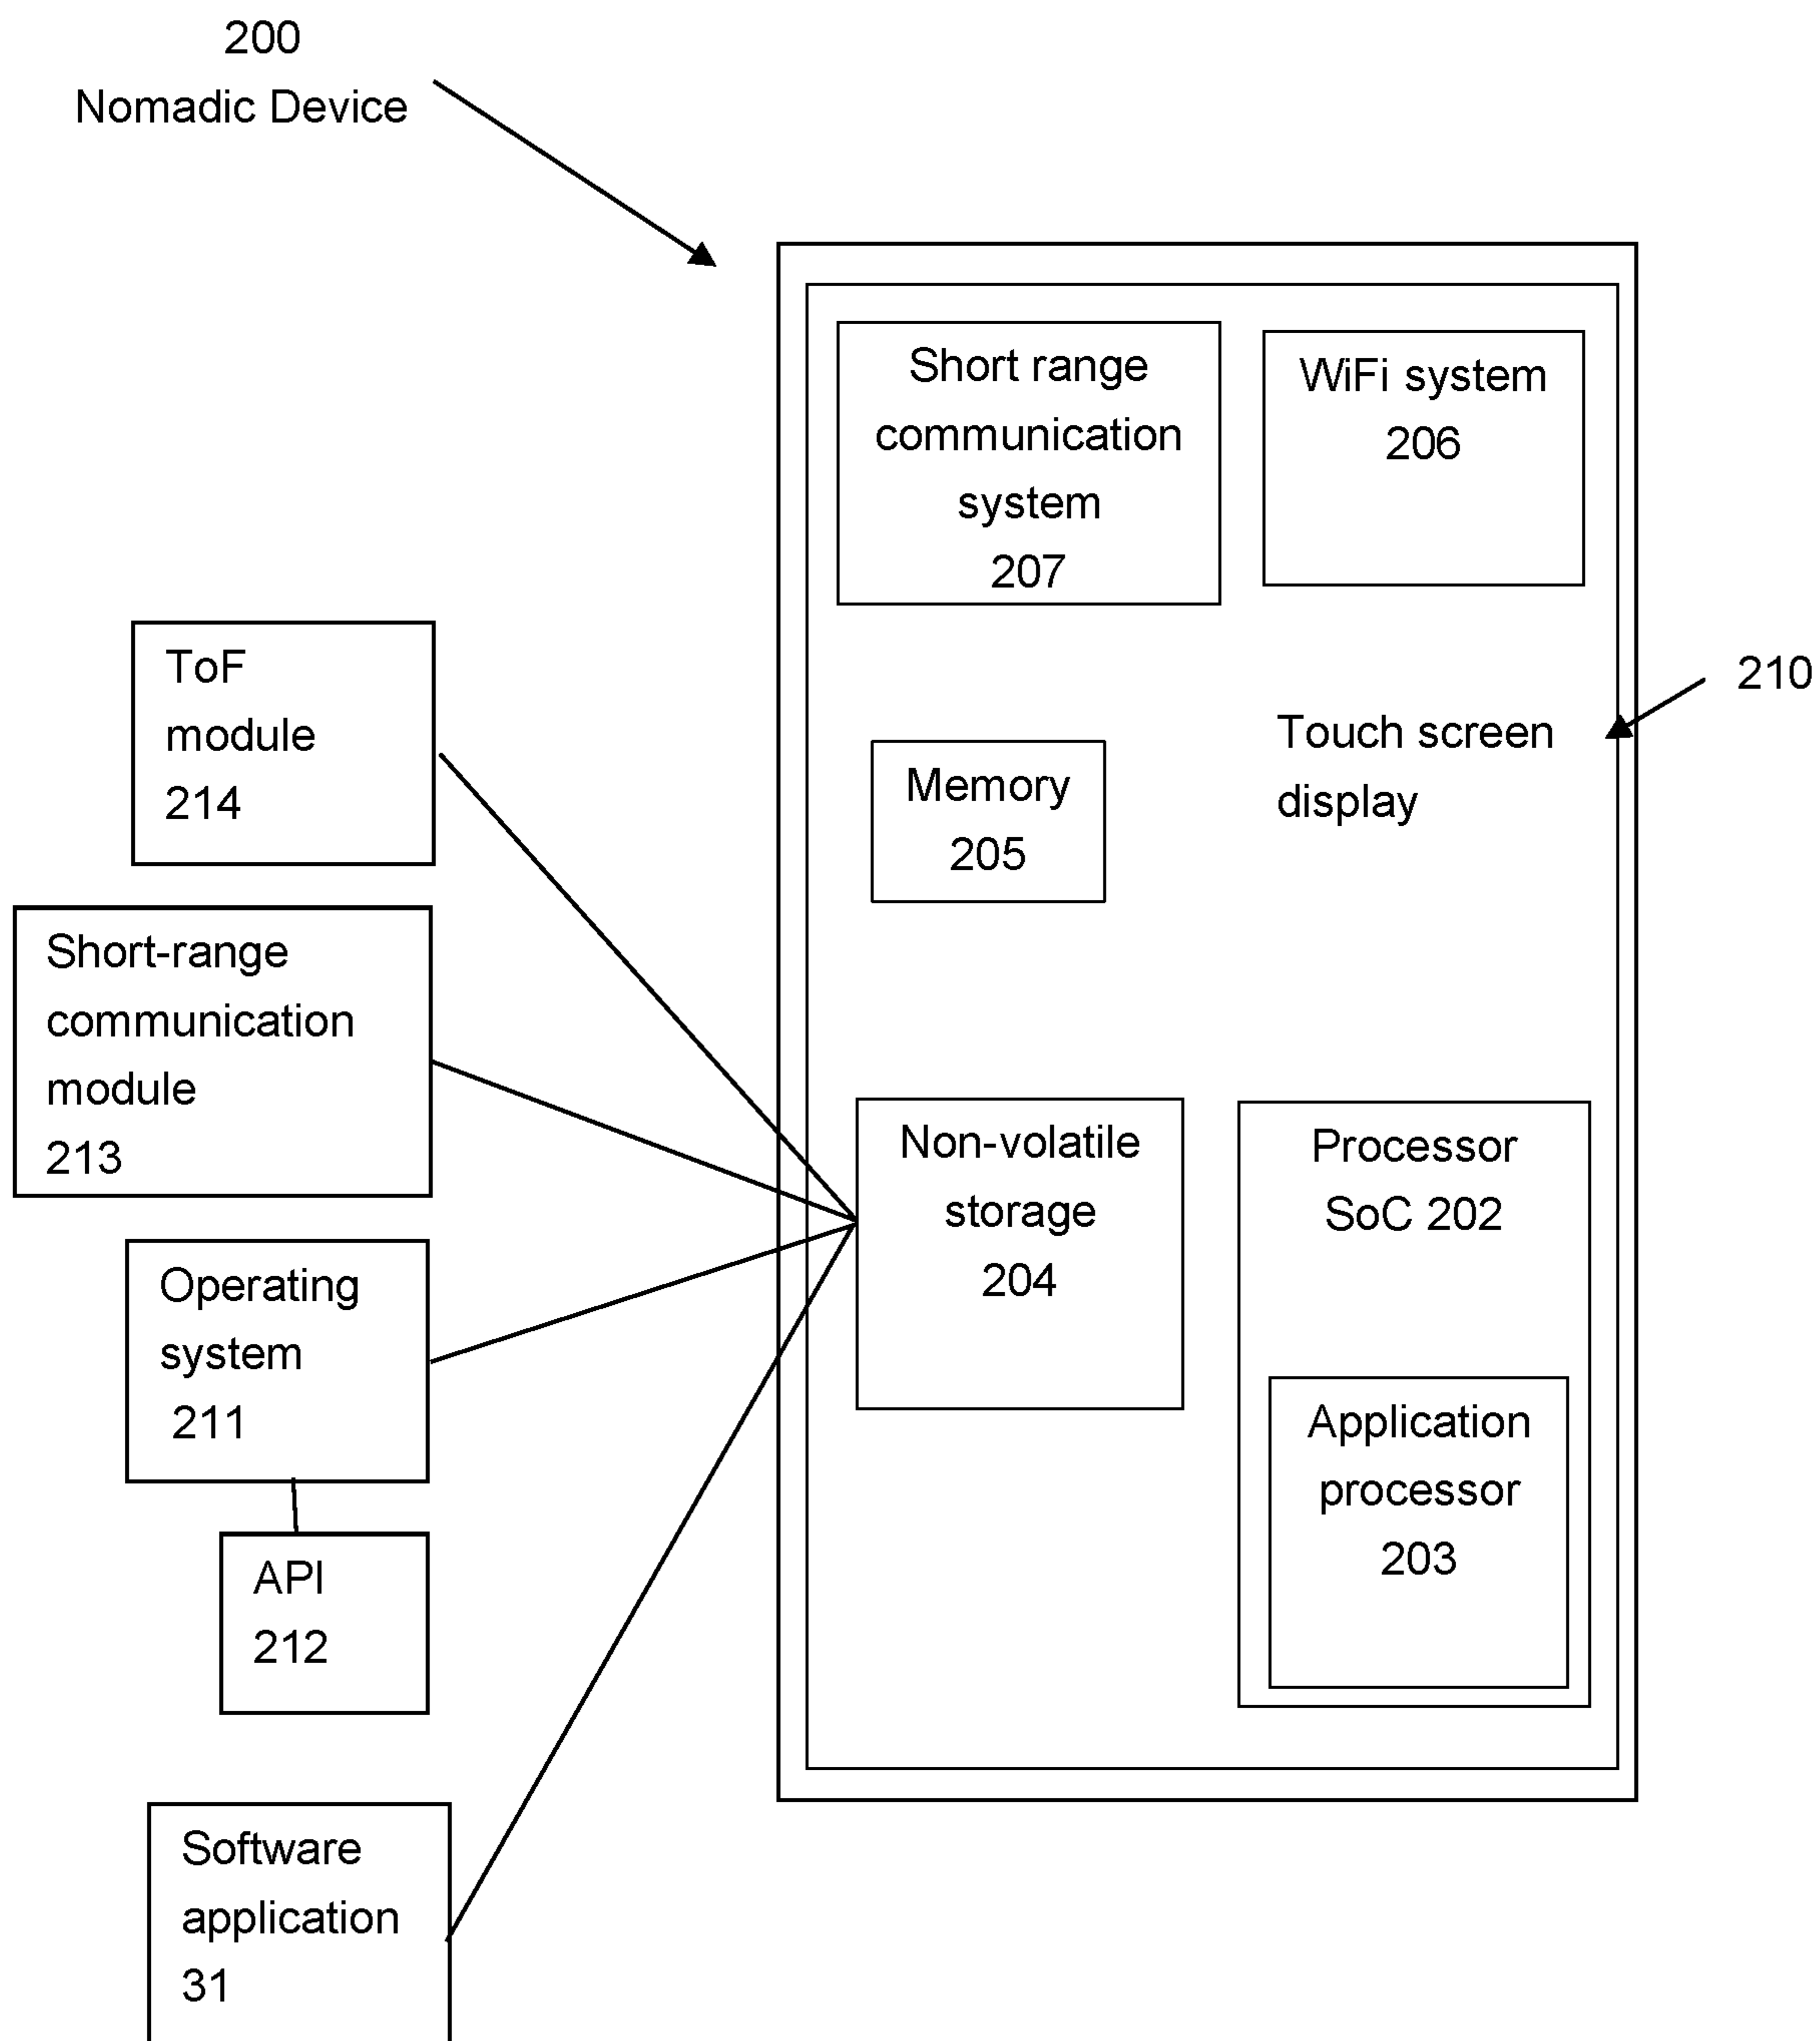 200
Nomadic Device
Short range
communication
system
207
WiFi system
206
ToF
module
214
210
Touch screen
display
Memory
205
Short-range
communication
module
213
Non-volatile
storage
204
Processor
SoC 202
Operating
system
211
Application
processor
203
API
212
Software
application
31